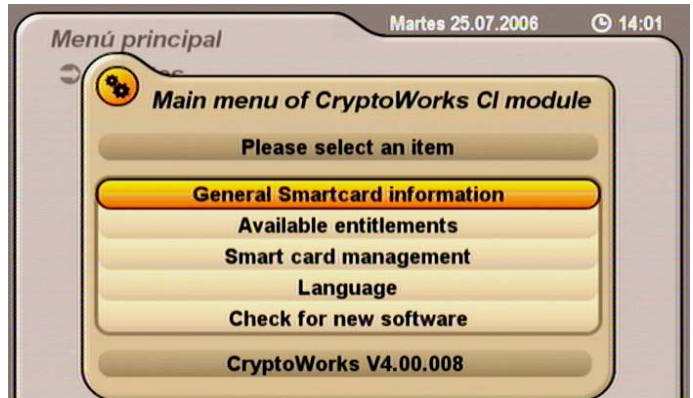 Martes 25.07.2006 14:01
Menú principal
Main menu of CryptoWorks CI module
Please select an item
General Smartcard information
Available entitlements
Smart card management
Language
Check for new software
CryptoWorks V4.00.008